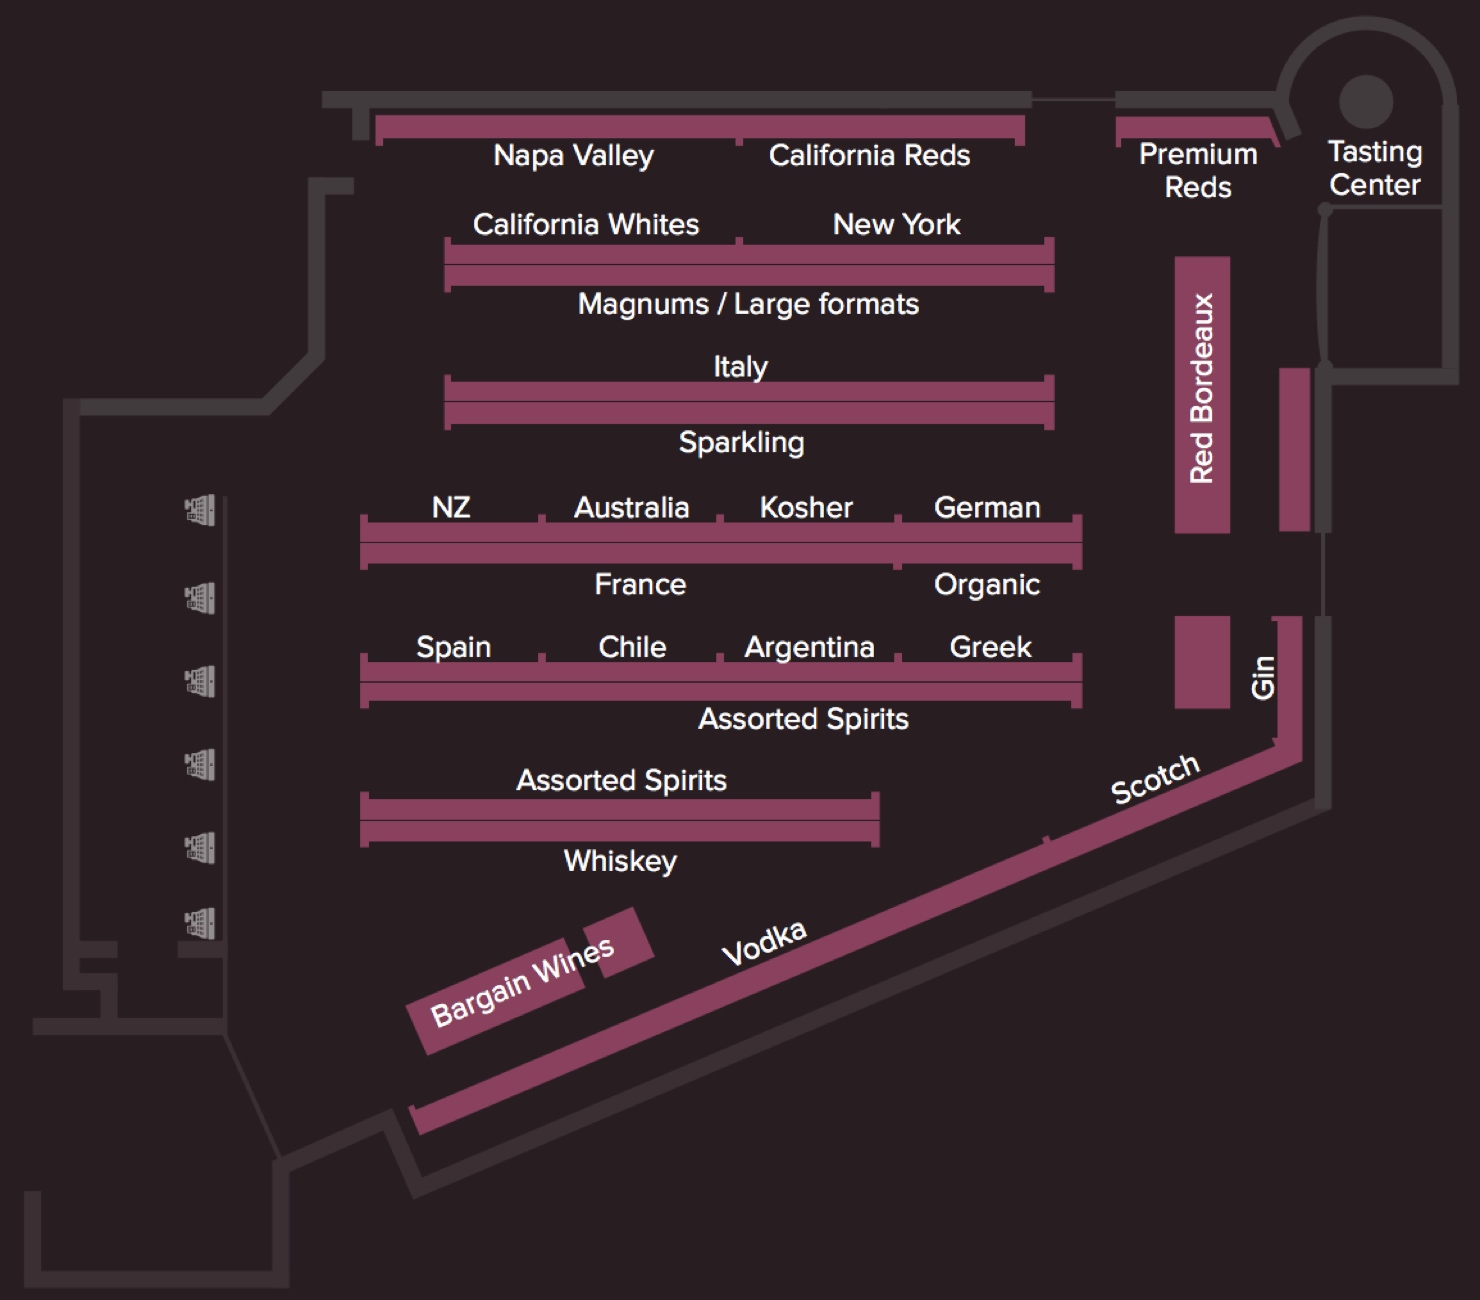 Napa Valley
California Reds
Premium
Reds
Tasting
Center
California Whites
New York
Magnums / Large formats
Red Bordeaux
Italy
Sparkling
NZ
Australia
Kosher
German
France
Organic
Spain
Chile
Argentina
Greek
Gin
Assorted Spirits
Scotch
Assorted Spirits
Whiskey
Vodka
Bargain Wines